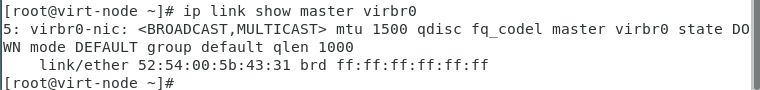 [root@virt-node ~]# ip link show master virbr0
5: virbr0-nic: <BROADCAST,MULTICAST> mtu 1500 qdisc fq_codel master virbr0 state DO
WN mode DEFAULT group default qlen 1000
    link/ether 52:54:00:5b:43:31 brd ff:ff:ff:ff:ff:ff
[root@virt-node ~]#